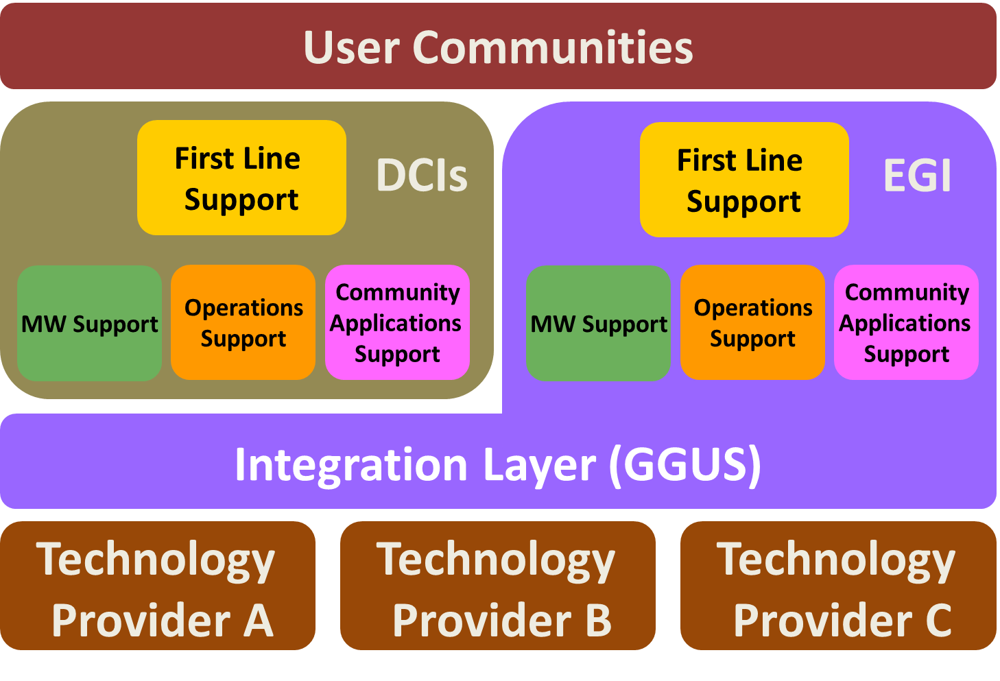 User Communities
First Line
Support
DCIs
MW Support
Operations
Support
Community
Applications
Support
First Line
Support
EGI
MW Support
Operations
Support
Community
Applications
Support
Integration Layer (GGUS)
Technology
Provider A
Technology
Provider B
Technology
Provider C